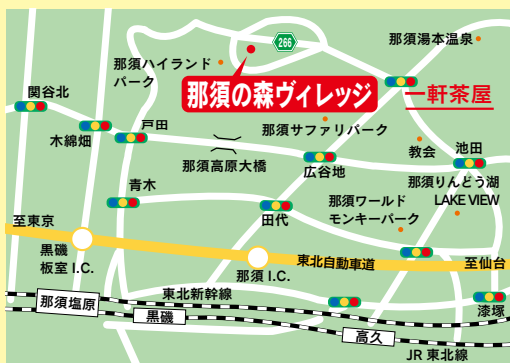 266
那須湯本温泉
那須ハイランド
パーク
関谷北
那須の森ヴィレッジ
一軒茶屋
木綿畑
戸田
那須サファリパーク
教会
池田
那須高原大橋
広谷地
青木
那須りんどう湖
LAKE VIEW
那須ワールド
モンキーパーク
田代
至東京
黒磯
板室 I.C.
那須 I.C.
東北自動車道
至仙台
那須塩原
東北新幹線
黒磯
高久
漆塚
JR 東北線